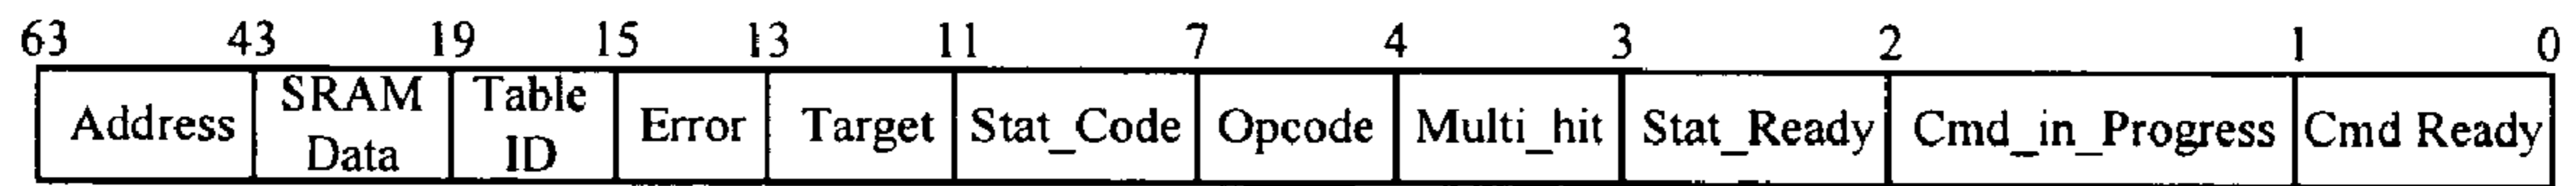 63 43 19 15 13 11 7 4 3 2 1 0
Address SRAM Data Table ID Error Target Stat_Code Opcode Multi_hit Stat_Ready Cmd_in_Progress Cmd Ready